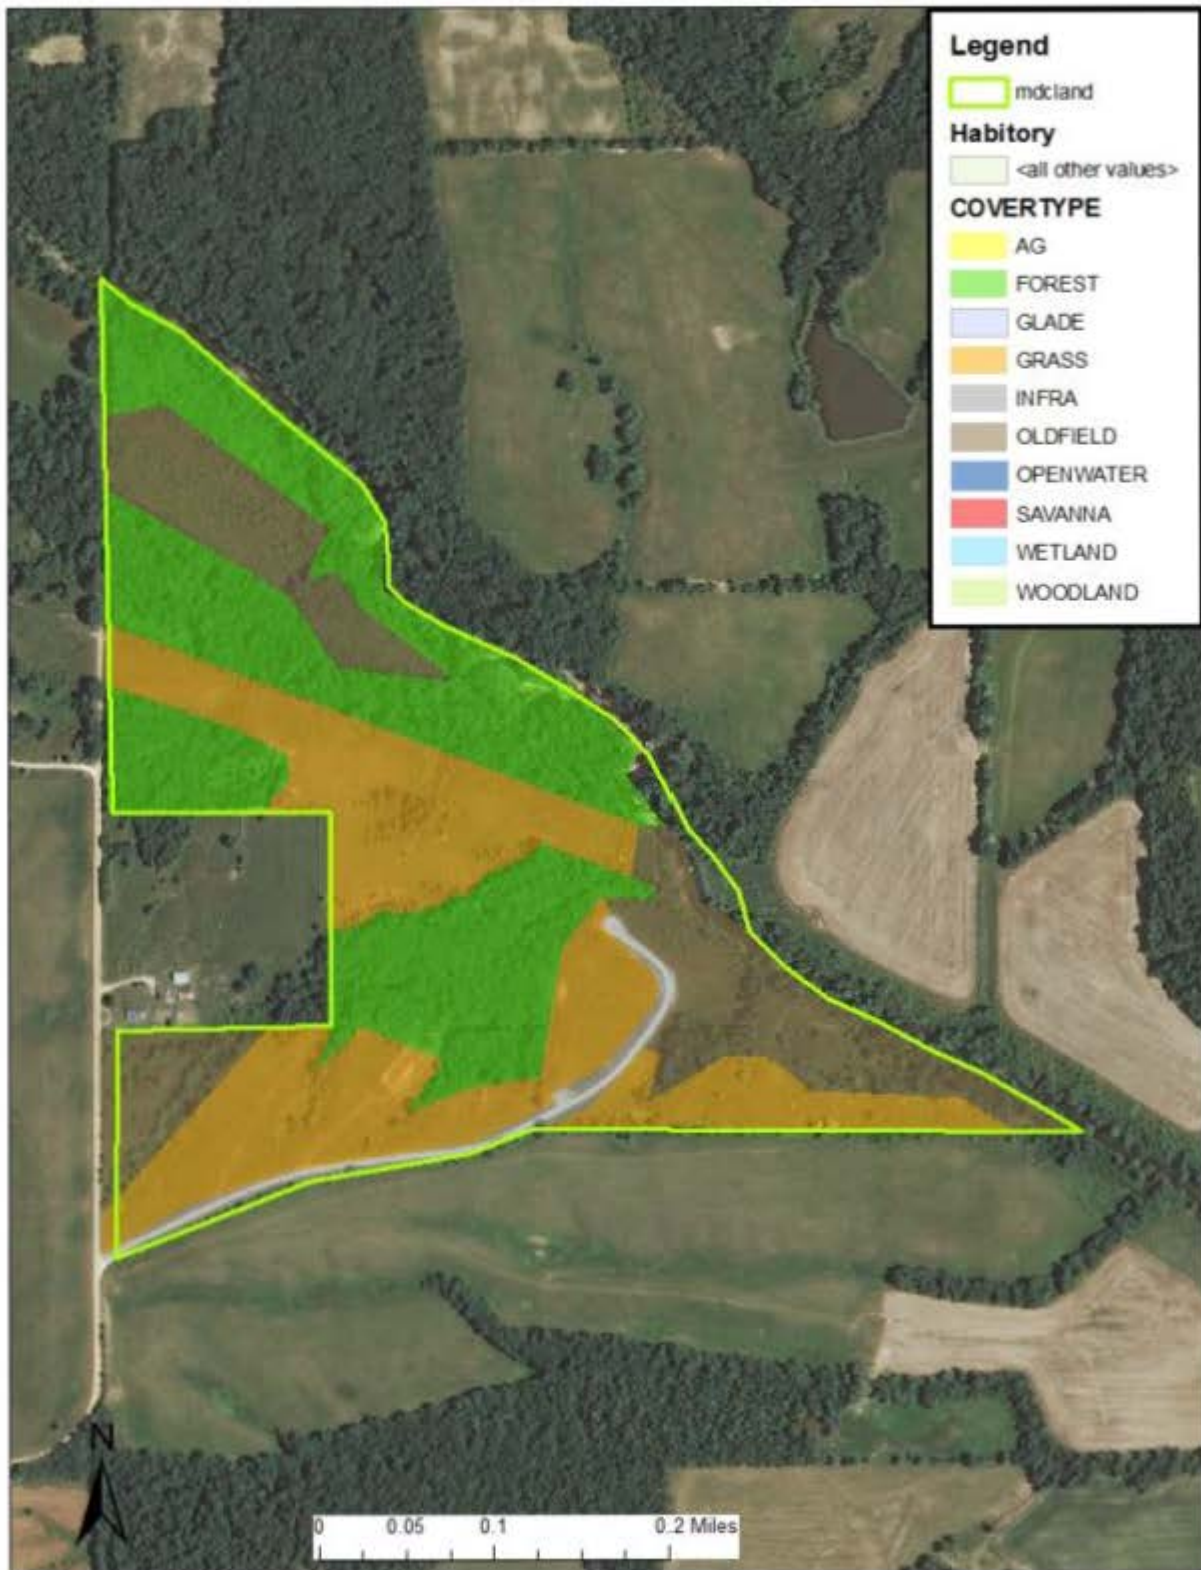 Legend
mdcland
Habitory
<all other values>
COVERTYPE
AG
FOREST
GLADE
GRASS
INFRA
OLDFIELD
OPENWATER
SAVANNA
WETLAND
WOODLAND
N
0 0.05 0.1 0.2 Miles